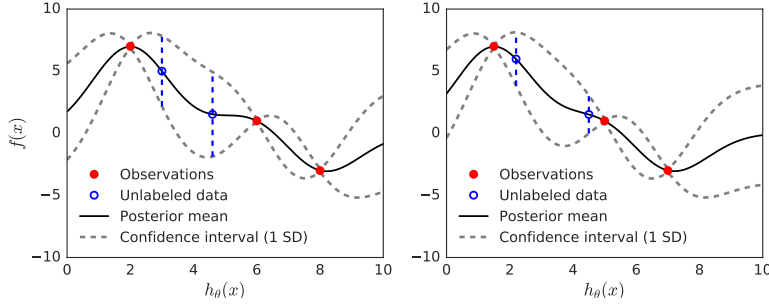 10
5
0
−5
−10
f(x)
Observations
Unlabeled data
Posterior mean
Confidence interval (1 SD)
0 2 4 6 8 10
hθ(x)
10
5
0
−5
−10
Observations
Unlabeled data
Posterior mean
Confidence interval (1 SD)
0 2 4 6 8 10
hθ(x)